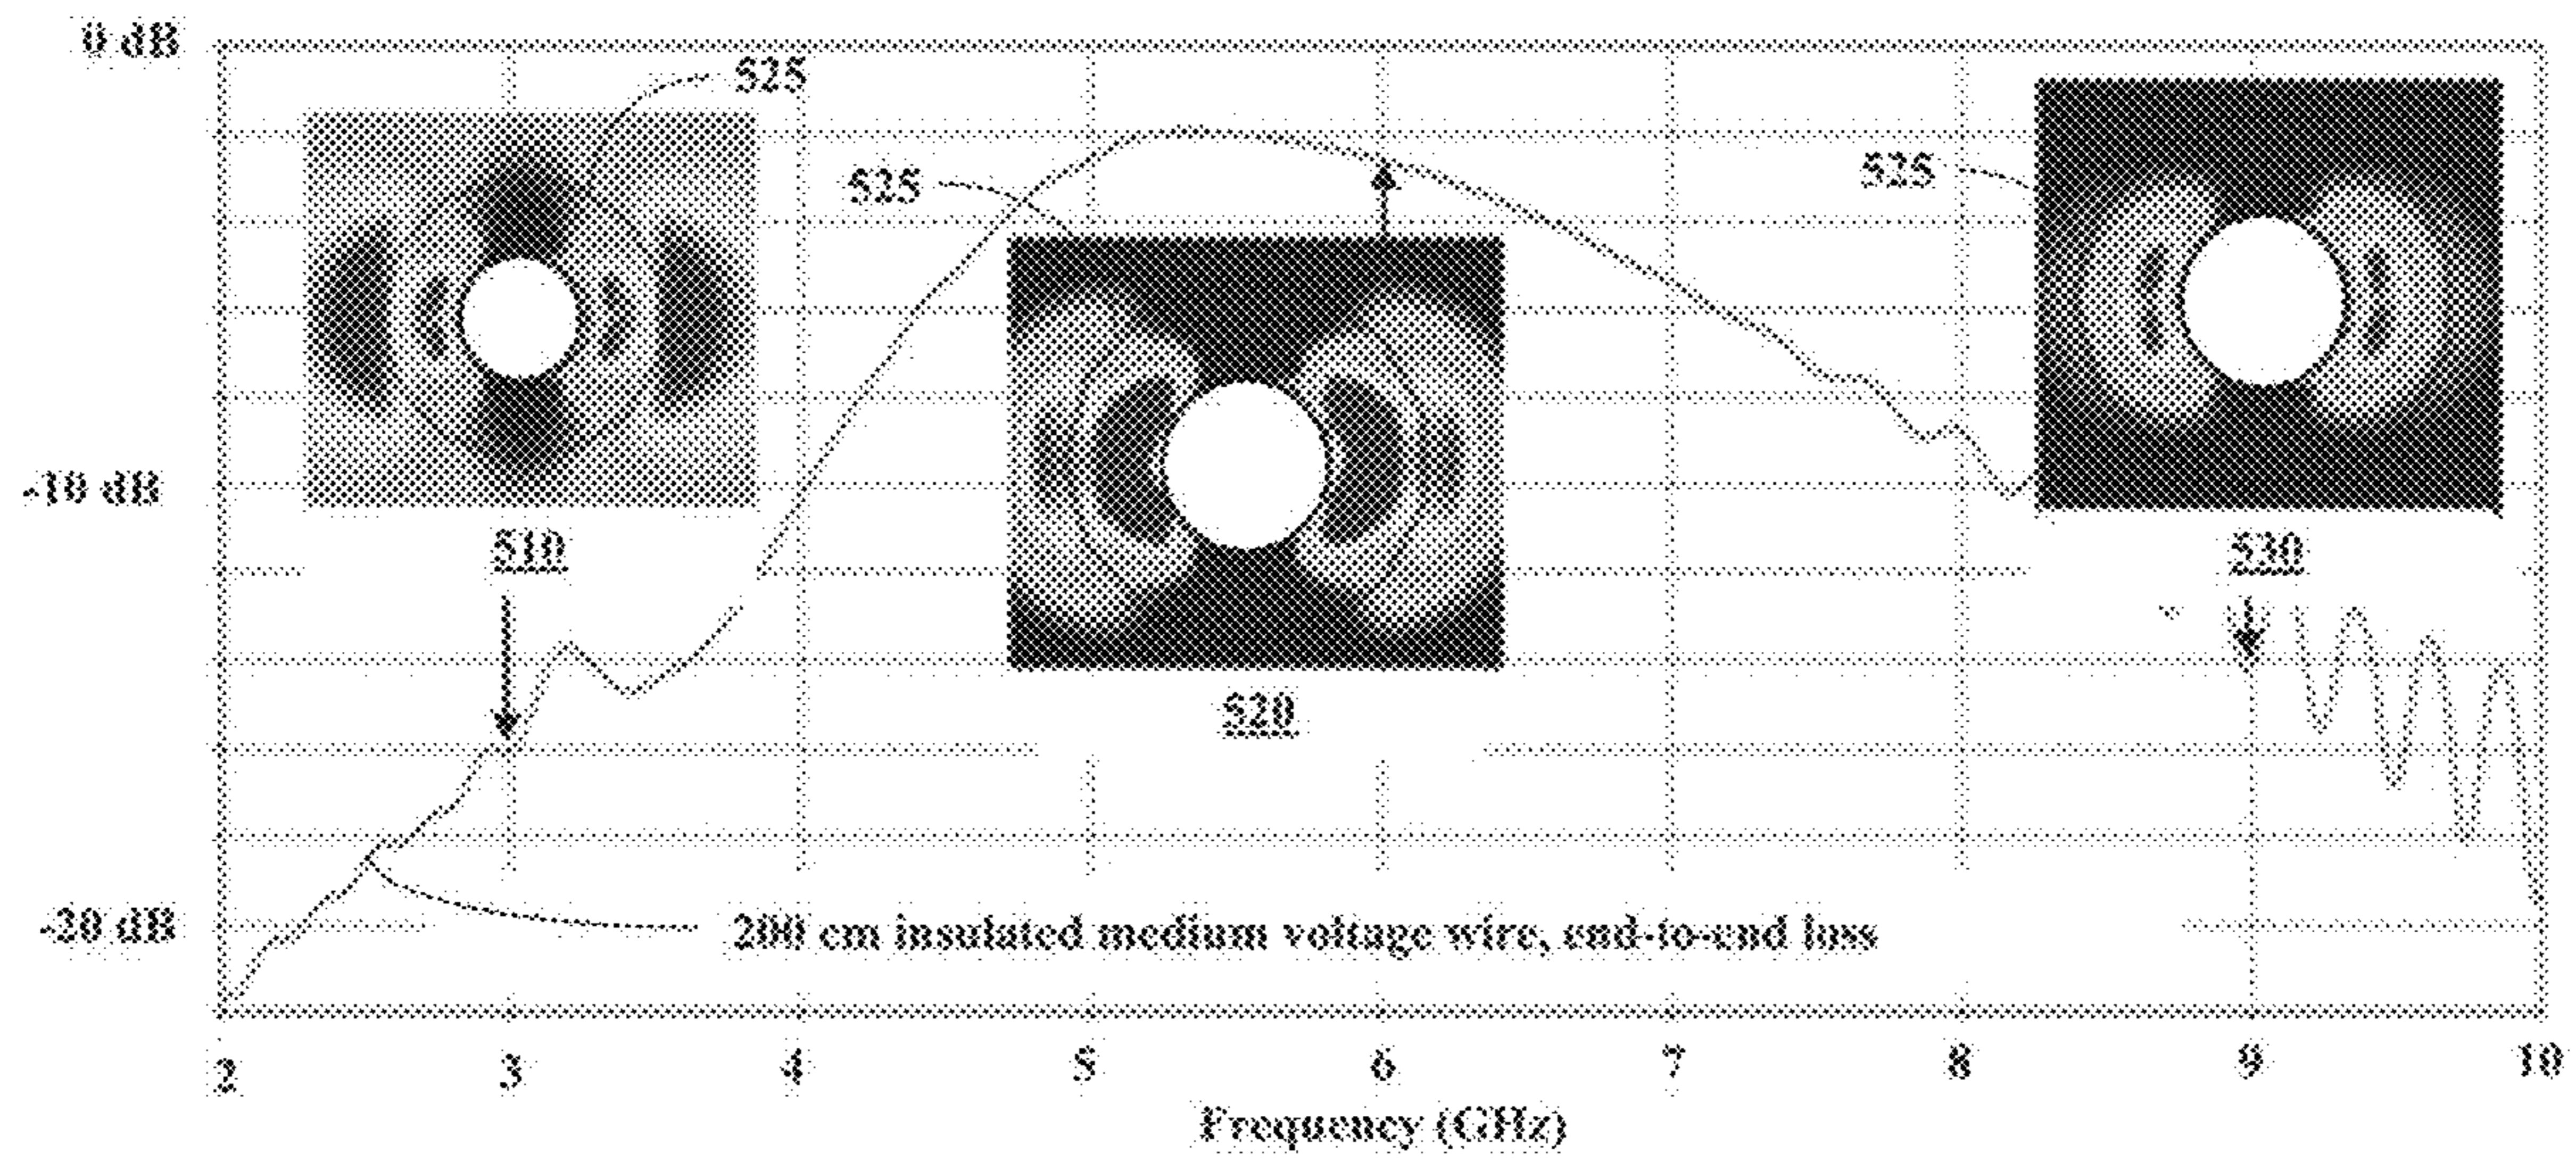 0 dB
525
525
525
-10 dB
510
530
520
-20 dB
200 cm insulated medium voltage wire, end-to-end loss
2 3 4 5 6 7 8 9 10
Frequency (GHz)